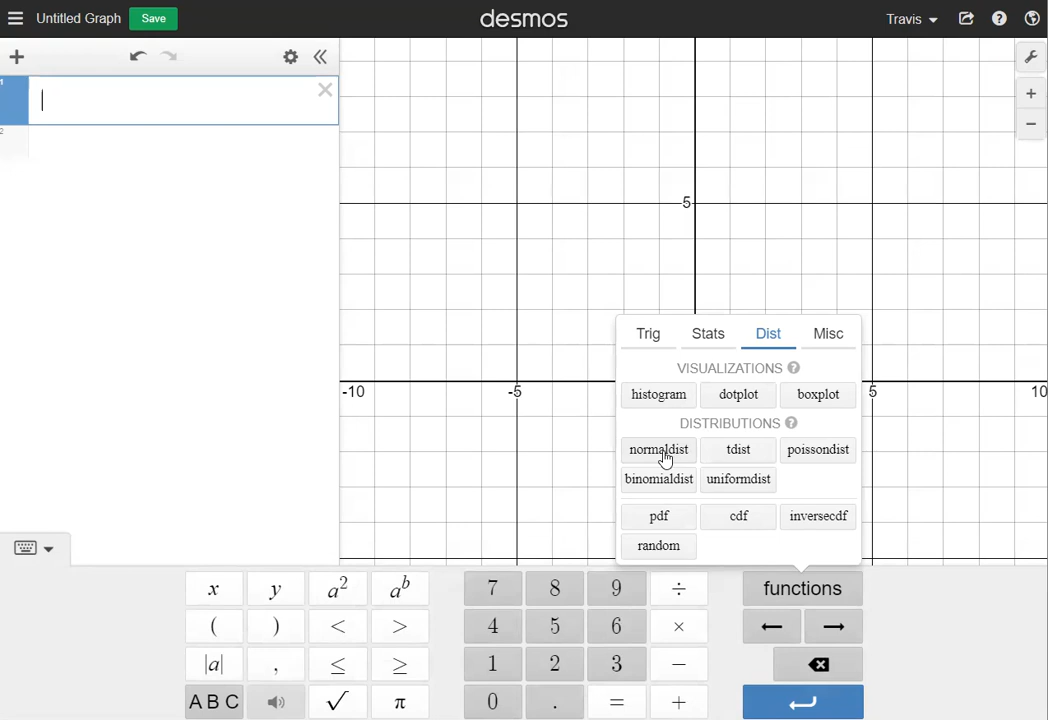 Untitled Graph Save desmos Travis
1
2
5
-10 -5 5 10
Trig Stats Dist Misc
VISUALIZATIONS ?
histogram dotplot boxplot
DISTRIBUTIONS ?
normaldist tdist poissondist
binomialdist uniformdist
pdf cdf inversecdf
random
x y a² aᵇ 7 8 9 ÷ functions
( ) < > 4 5 6 × ← →
|a| , ≤ ≥ 1 2 3 −
A B C √ π 0 . = +